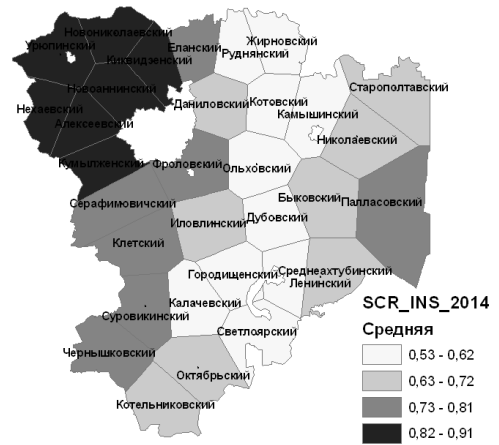 Новониколаевский
Урюпинский
Киквидзенский
Еланский
Жирновский
Руднянский
Новоаннинский
Нехаевский
Алексеевский
Даниловский
Котовский
Камышинский
Старополтавский
Николаевский
Кумылженский
Фроловский
Ольховский
Серафимовичский
Клетский
Иловлинский
Дубовский
Быковский
Палласовский
Городищенский
Среднеахтубинский
Ленинский
Калачевский
Суровикинский
Светлоярский
Чернышковский
Октябрьский
Котельниковский
SCR_INS_2014
Средняя
0,53 - 0,62
0,63 - 0,72
0,73 - 0,81
0,82 - 0,91